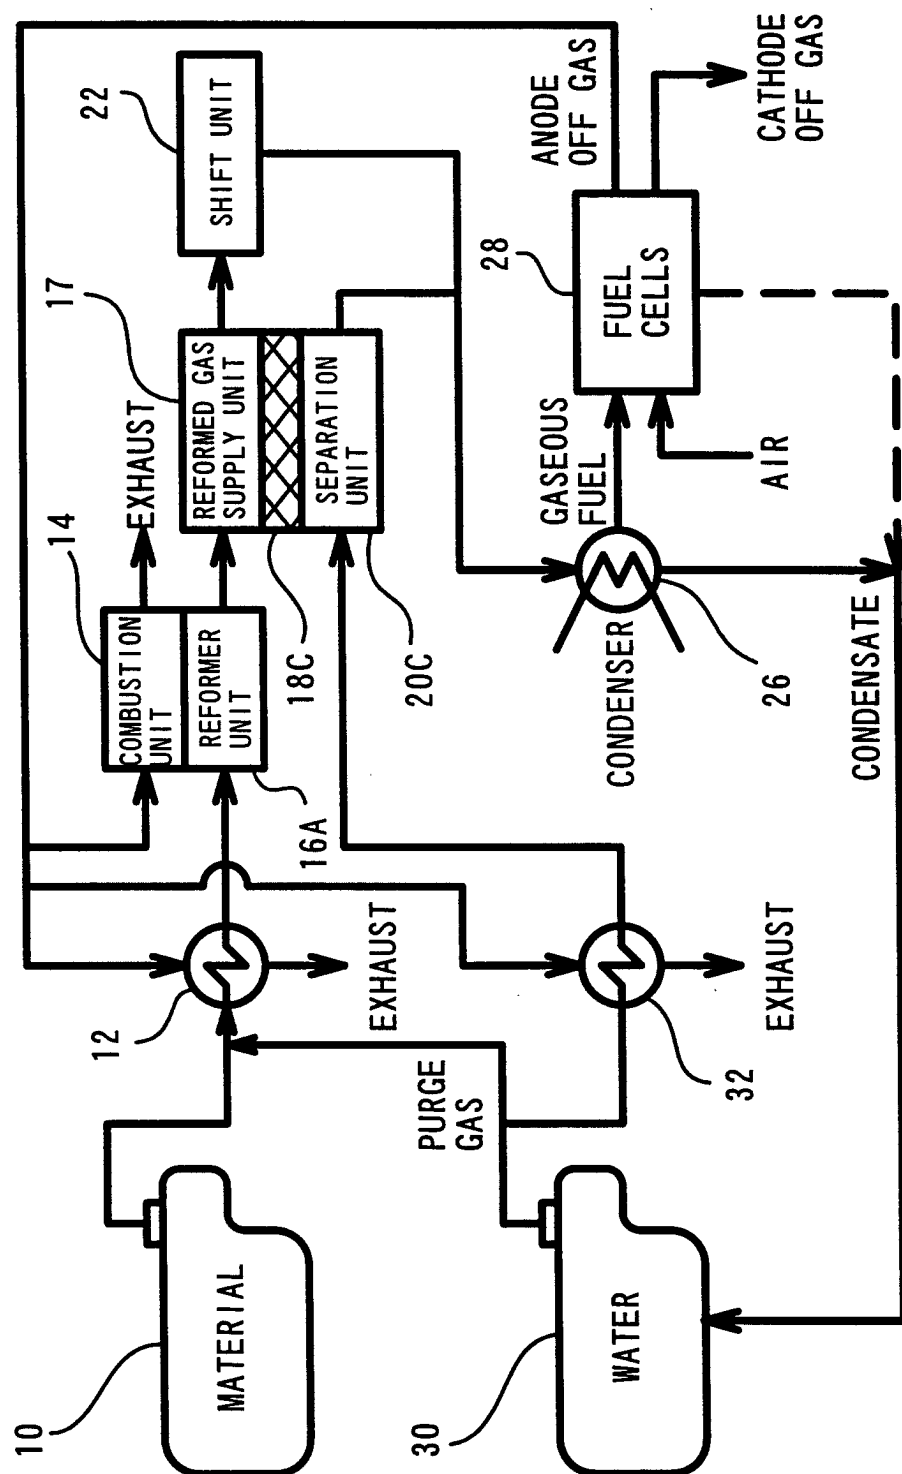 10
MATERIAL
12
EXHAUST
14
COMBUSTION
UNIT
REFORMER
UNIT
16A
EXHAUST
17
REFORMED GAS
SUPPLY UNIT
SEPARATION
UNIT
18C
20C
22
SHIFT UNIT
30
WATER
PURGE
GAS
32
EXHAUST
CONDENSER
26
GASEOUS
FUEL
AIR
28
FUEL
CELLS
ANODE
OFF GAS
CATHODE
OFF GAS
CONDENSATE